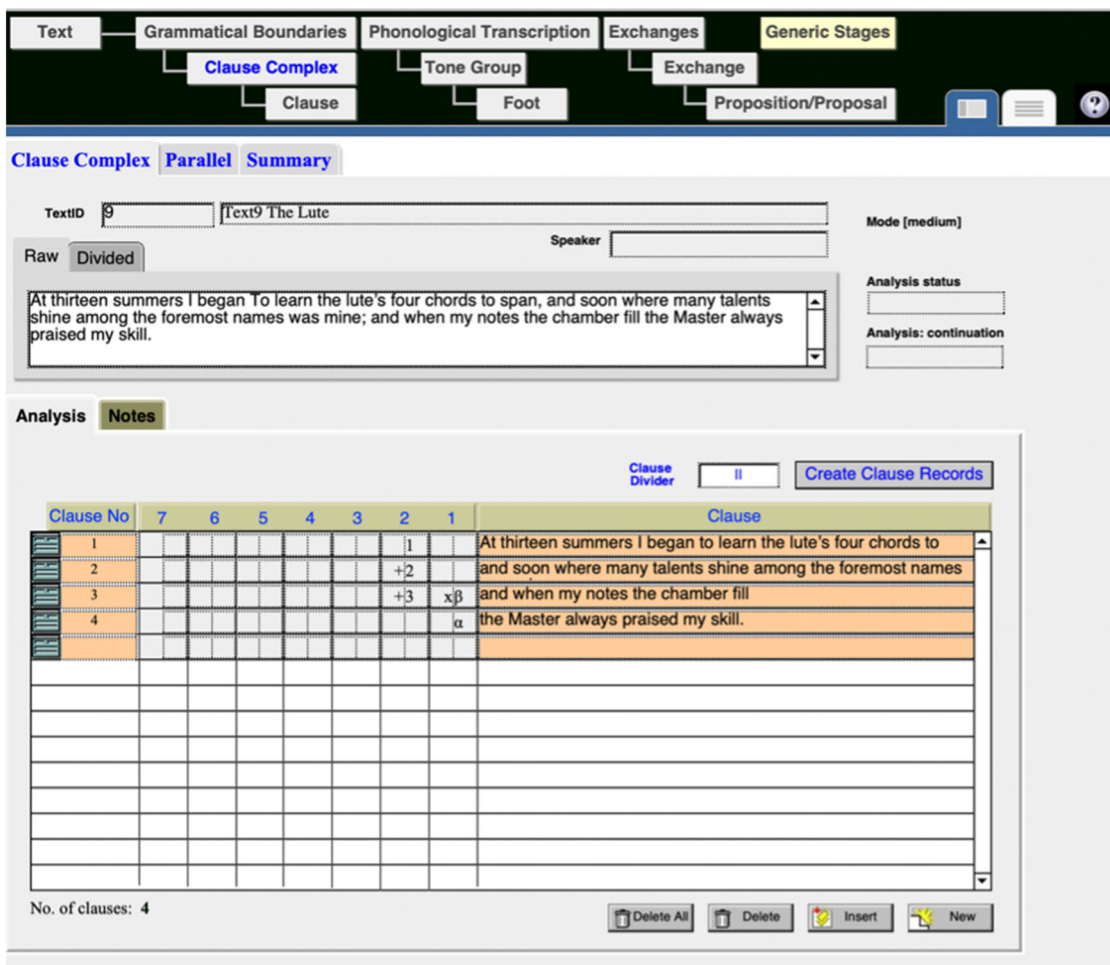 Text Grammatical Boundaries Phonological Transcription Exchanges Generic Stages
Clause Complex Tone Group Exchange
Clause Foot Proposition/Proposal
?
Clause Complex Parallel Summary
TextID 9 Text9 The Lute
Mode [medium]
Speaker
Raw Divided
Analysis status
At thirteen summers I began To learn the lute's four chords to span, and soon where many talents
shine among the foremost names was mine; and when my notes the chamber fill the Master always
praised my skill.
Analysis: continuation
Analysis Notes
Clause
Divider
||
Create Clause Records
Clause No 7 6 5 4 3 2 1 Clause
1 1 At thirteen summers I began to learn the lute's four chords to
2 +2 and soon where many talents shine among the foremost names
3 +3 xβ and when my notes the chamber fill
4 α the Master always praised my skill.
No. of clauses: 4
Delete All Delete Insert New